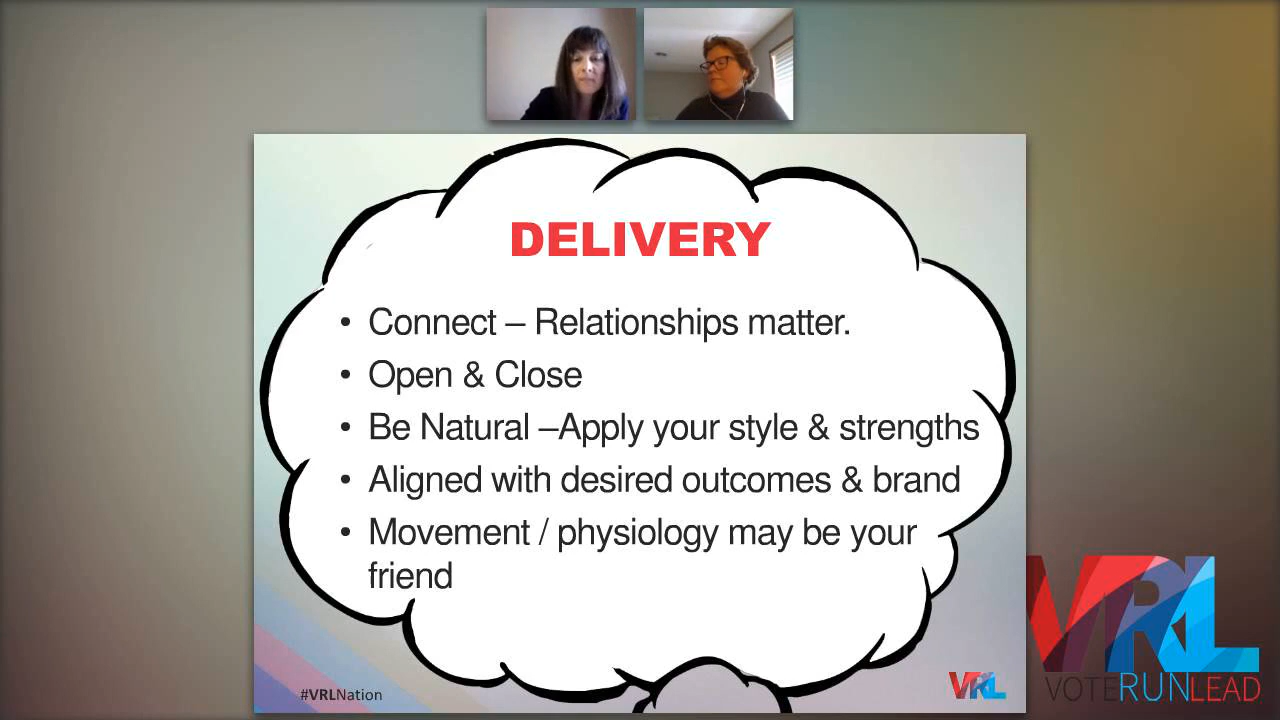 DELIVERY
• Connect – Relationships matter.
• Open & Close
• Be Natural –Apply your style & strengths
• Aligned with desired outcomes & brand
• Movement / physiology may be your
friend
#VRLNation
VRL
VRL
VOTERUNLEAD